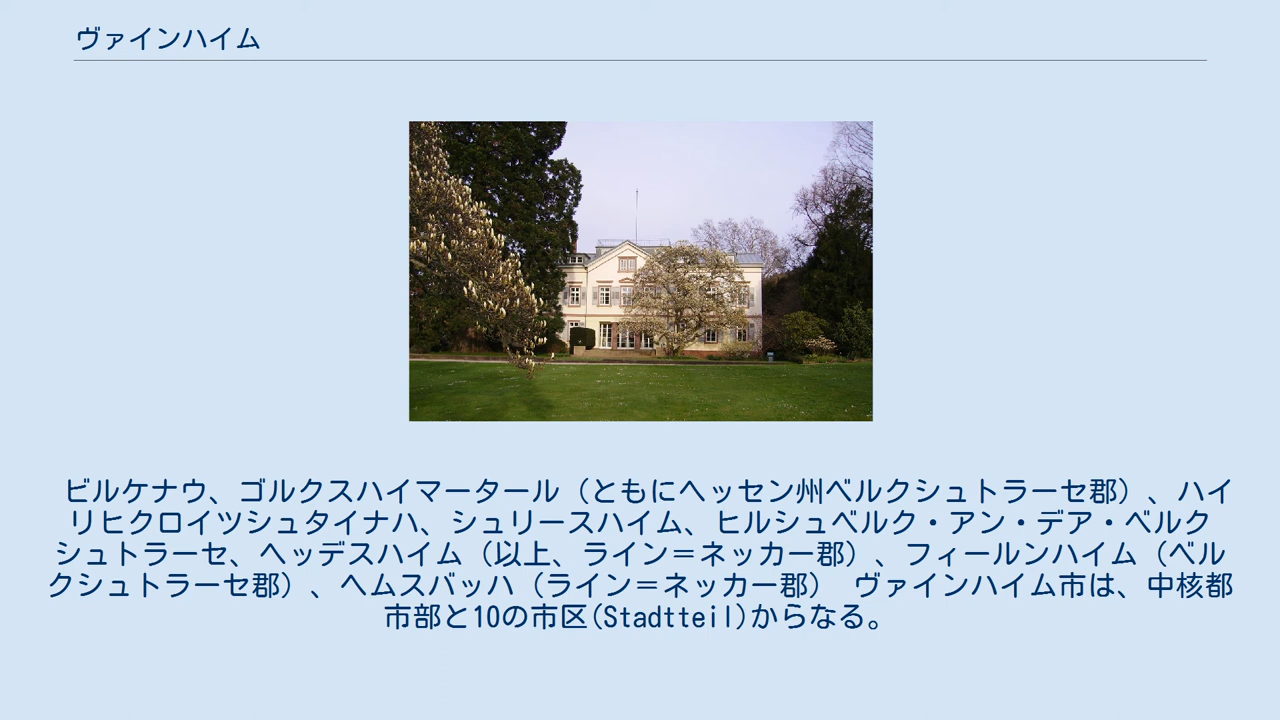 ヴァインハイム
ビルケナウ、ゴルクスハイマータール（ともにヘッセン州ベルクシュトラーセ郡）、ハイ
リヒクロイツシュタイナハ、シュリースハイム、ヒルシュベルク・アン・デア・ベルク
シュトラーセ、ヘッデスハイム（以上、ライン＝ネッカー郡）、フィールンハイム（ベル
クシュトラーセ郡）、ヘムスバッハ（ライン＝ネッカー郡） ヴァインハイム市は、中核都
市部と10の市区(Stadtteil)からなる。